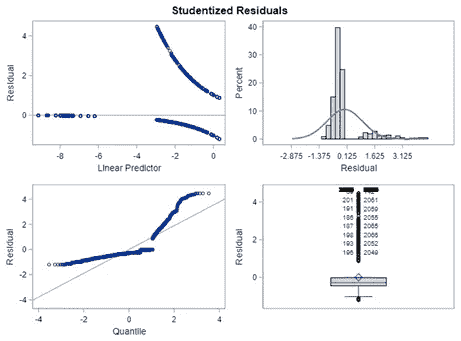 Studentized Residuals
Residual
4
2
0
-8 -6 -4 -2 0
Linear Predictor
Percent
40
30
20
10
0
-2.875 -1.375 0.125 1.625 3.125
Residual
Residual
4
2
0
-2
-4
-4 -2 0 2 4
Quantile
Residual
4
2
0
201 2061
191 2059
186 2055
187 2065
198 2065
193 2052
195 2049